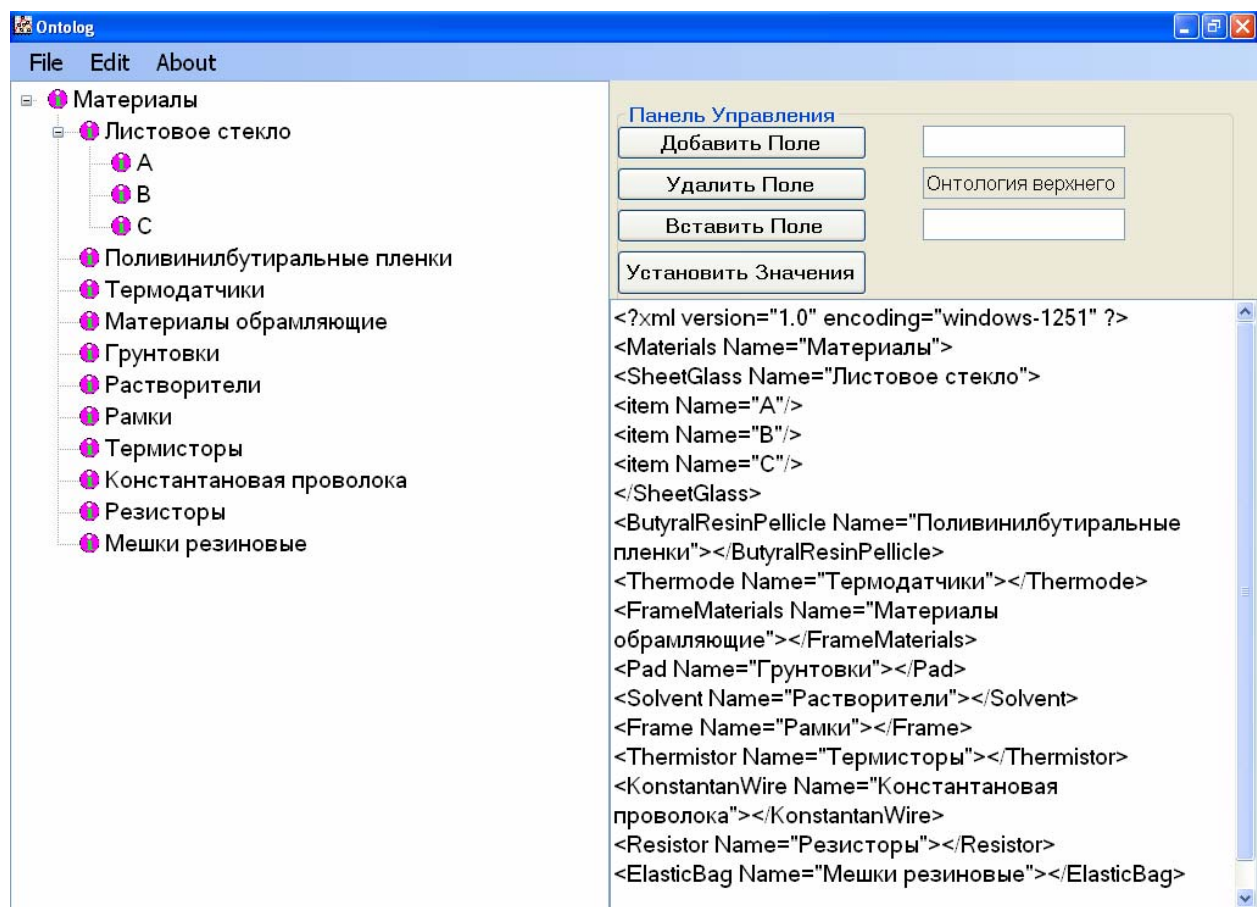 Ontolog
File Edit About
Материалы
Листовое стекло
A
B
C
Поливинилбутиральные пленки
Термодатчики
Материалы обрамляющие
Грунтовки
Растворители
Рамки
Термисторы
Константановая проволока
Резисторы
Мешки резиновые
Панель Управления
Добавить Поле
Удалить Поле
Онтология верхнего
Вставить Поле
Установить Значения
<?xml version="1.0" encoding="windows-1251" ?>
<Materials Name="Материалы">
<SheetGlass Name="Листовое стекло">
<item Name="A"/>
<item Name="B"/>
<item Name="C"/>
</SheetGlass>
<ButyralResinPellicle Name="Поливинилбутиральные
пленки"></ButyralResinPellicle>
<Thermode Name="Термодатчики"></Thermode>
<FrameMaterials Name="Материалы
обрамляющие"></FrameMaterials>
<Pad Name="Грунтовки"></Pad>
<Solvent Name="Растворители"></Solvent>
<Frame Name="Рамки"></Frame>
<Thermistor Name="Термисторы"></Thermistor>
<KonstantanWire Name="Константановая
проволока"></KonstantanWire>
<Resistor Name="Резисторы"></Resistor>
<ElasticBag Name="Мешки резиновые"></ElasticBag>